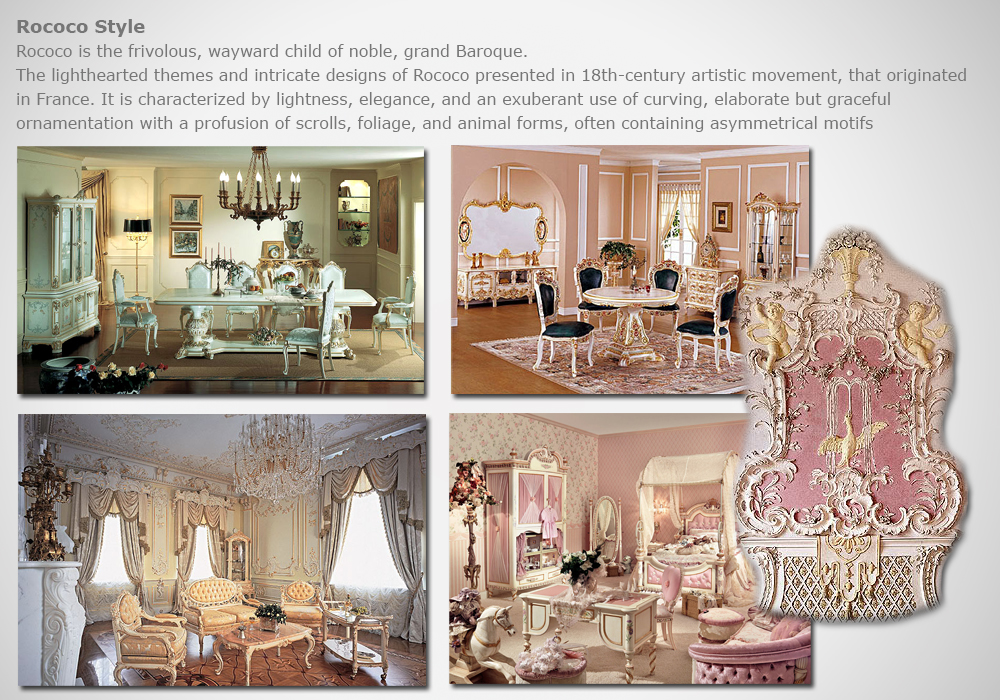 Rococo Style
Rococo is the frivolous, wayward child of noble, grand Baroque.
The lighthearted themes and intricate designs of Rococo presented in 18th-century artistic movement, that originated
in France. It is characterized by lightness, elegance, and an exuberant use of curving, elaborate but graceful
ornamentation with a profusion of scrolls, foliage, and animal forms, often containing asymmetrical motifs